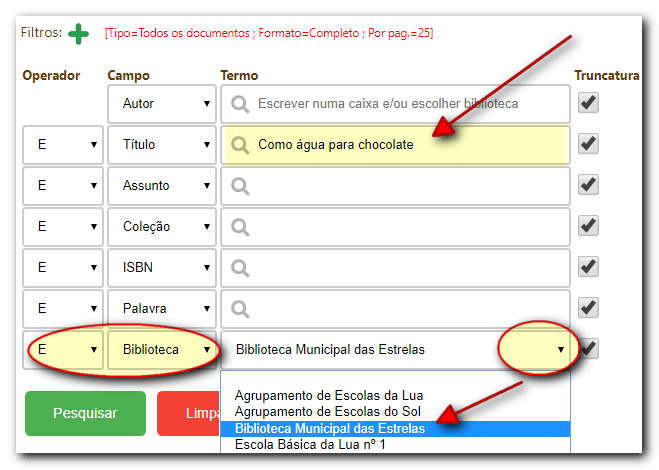 Filtros: [Tipo=Todos os documentos ; Formato=Completo ; Por pag.=25]
Operador Campo Termo Truncatura
Autor Escrever numa caixa e/ou escolher biblioteca
E Título Como água para chocolate
E Assunto
E Coleção
E ISBN
E Palavra
E Biblioteca Biblioteca Municipal das Estrelas
Agrupamento de Escolas da Lua
Agrupamento de Escolas do Sol
Biblioteca Municipal das Estrelas
Escola Básica da Lua nº 1
Pesquisar Limpa